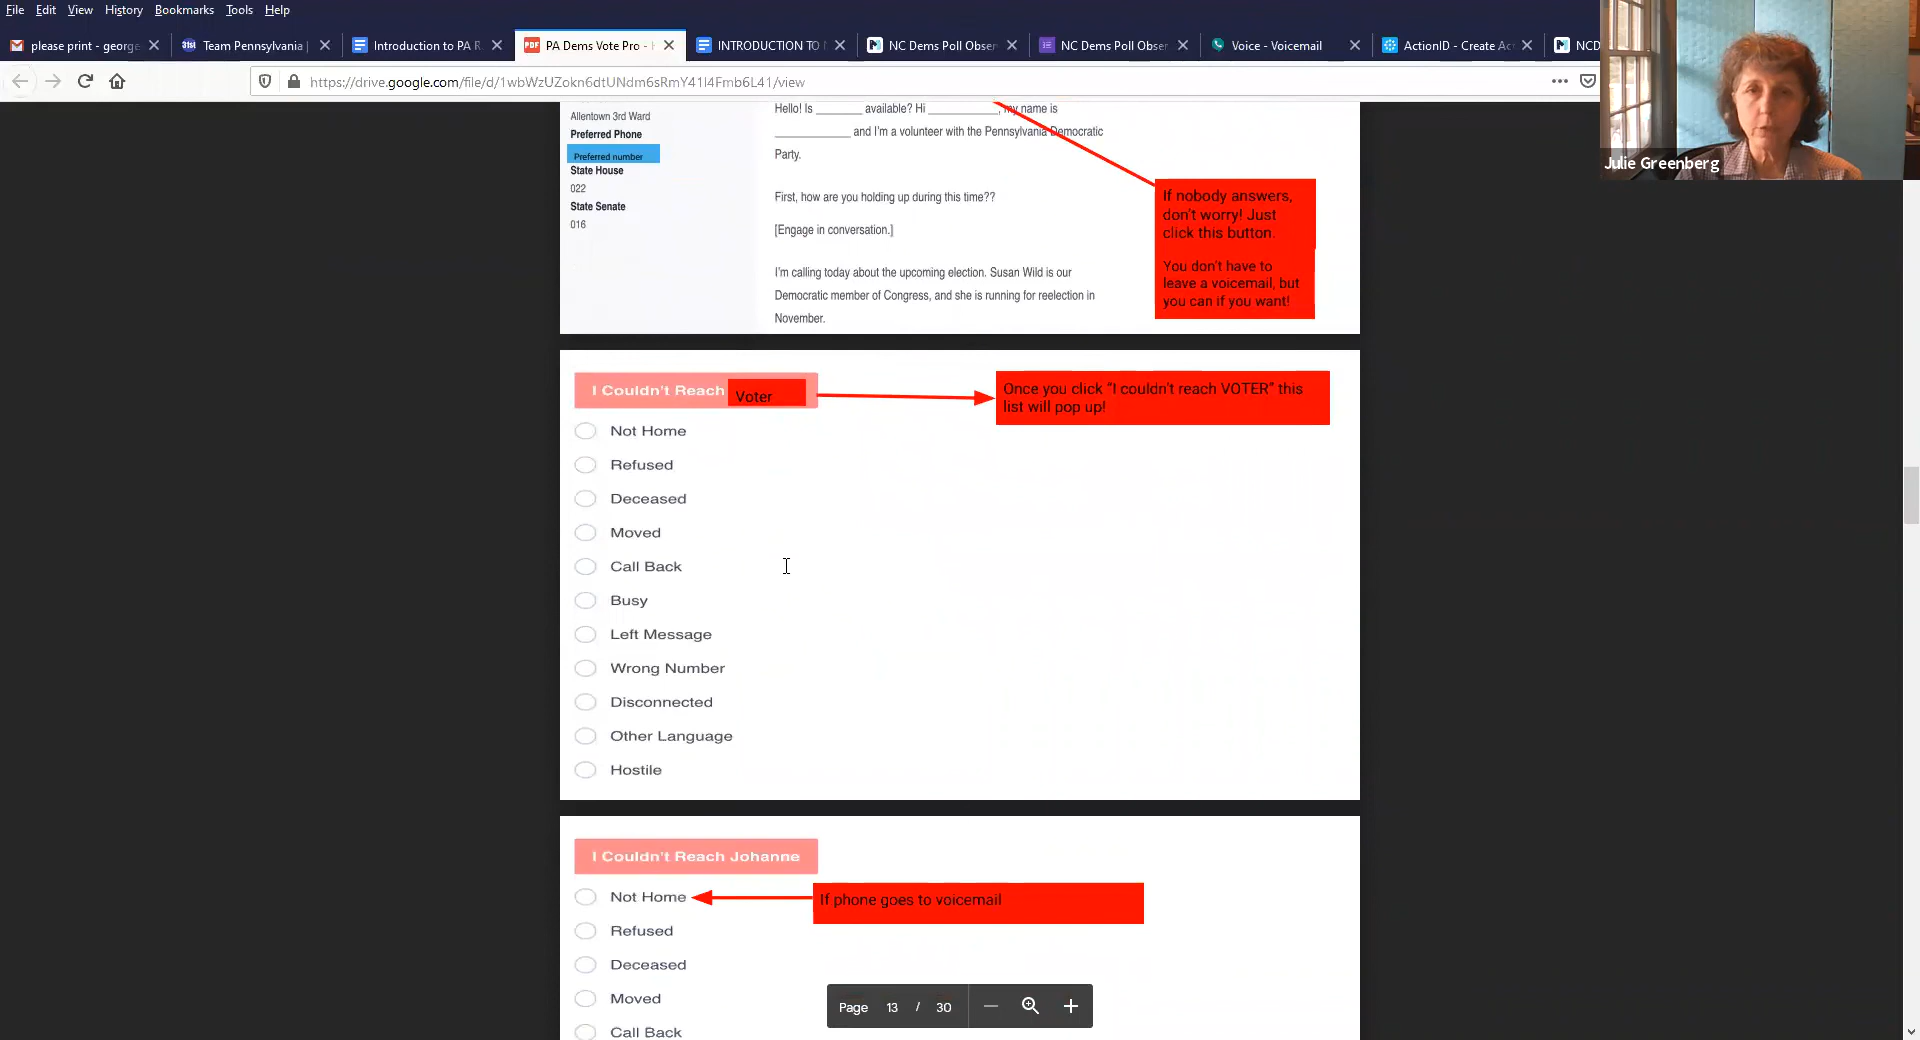 File Edit View History Bookmarks Tools Help
please print - george
Team Pennsylvania |
Introduction to PA R
PA Dems Vote Pro -
INTRODUCTION TO
NC Dems Poll Obser
NC Dems Poll Obser
Voice - Voicemail
ActionID - Create Ac
NCD
https://drive.google.com/file/d/1wbWzUZokn6dtUNdm6sRmY41I4Fmb6L41/view
Julie Greenberg
Allentown 3rd Ward
Preferred Phone
Preferred number
State House
022
State Senate
016
Hello! Is _______ available? Hi ___________, my name is
____________ and I'm a volunteer with the Pennsylvania Democratic
Party.
First, how are you holding up during this time??
[Engage in conversation.]
I'm calling today about the upcoming election. Susan Wild is our
Democratic member of Congress, and she is running for reelection in
November.
If nobody answers,
don't worry! Just
click this button.
You don't have to
leave a voicemail, but
you can if you want!
I Couldn't Reach Voter
Once you click “I couldn't reach VOTER” this
list will pop up!
Not Home
Refused
Deceased
Moved
Call Back
Busy
Left Message
Wrong Number
Disconnected
Other Language
Hostile
I Couldn't Reach Johanne
Not Home
If phone goes to voicemail
Refused
Deceased
Moved
Call Back
Page 13 / 30